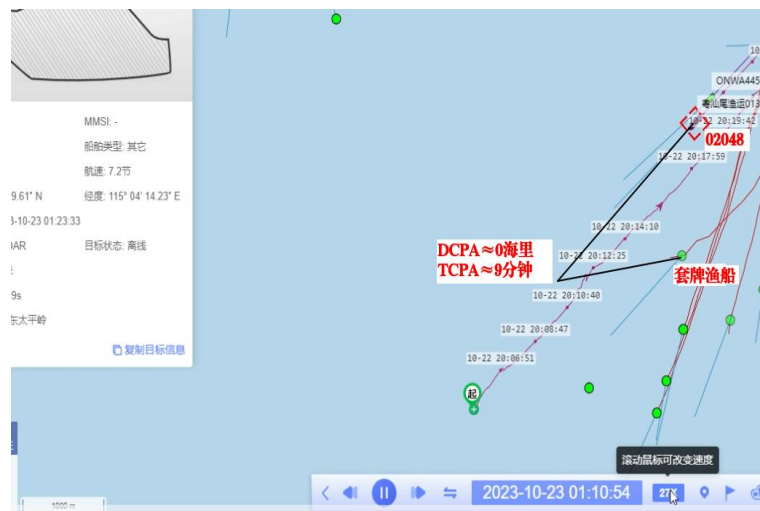 MMSI: -
船舶类型: 其它
航速: 7.2节
9.61" N
经度: 115° 04' 14.23" E
3-10-23 01:23:33
DAR
目标状态: 离线
9s
东太平岭
复制目标信息
10
ONWA445
粤汕尾渔运013
10-22 20:19:42
02048
10-22 20:17:59
10-22 20:14:10
DCPA≈0海里
TCPA≈9分钟
10-22 20:12:25
套牌渔船
10-22 20:10:40
10-22 20:08:47
10-22 20:06:51
起
滚动鼠标可改变速度
2023-10-23 01:10:54
27X
1000 m